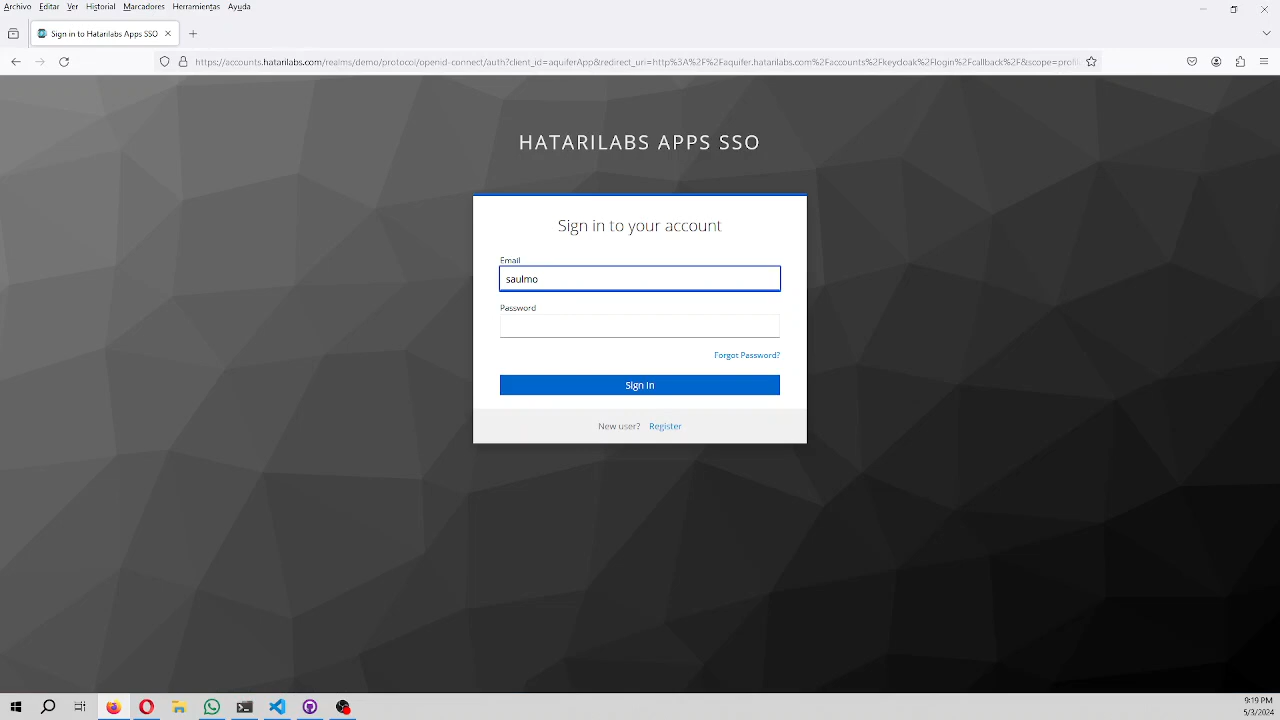 Archivo Editar Ver Historial Marcadores Herramientas Ayuda
Sign in to Hatarilabs Apps SSO
https://accounts.hatarilabs.com/realms/demo/protocol/openid-connect/auth?client_id=aquiferApp&redirect_uri=http%3A%2F%2Faquifer.hatarilabs.com%2Faccounts%2Fkeycloak%2Flogin%2Fcallback%2F&scope=profil
HATARILABS APPS SSO
Sign in to your account
Email
saulmo
Password
Forgot Password?
Sign In
New user? Register
9:19 PM
5/3/2024